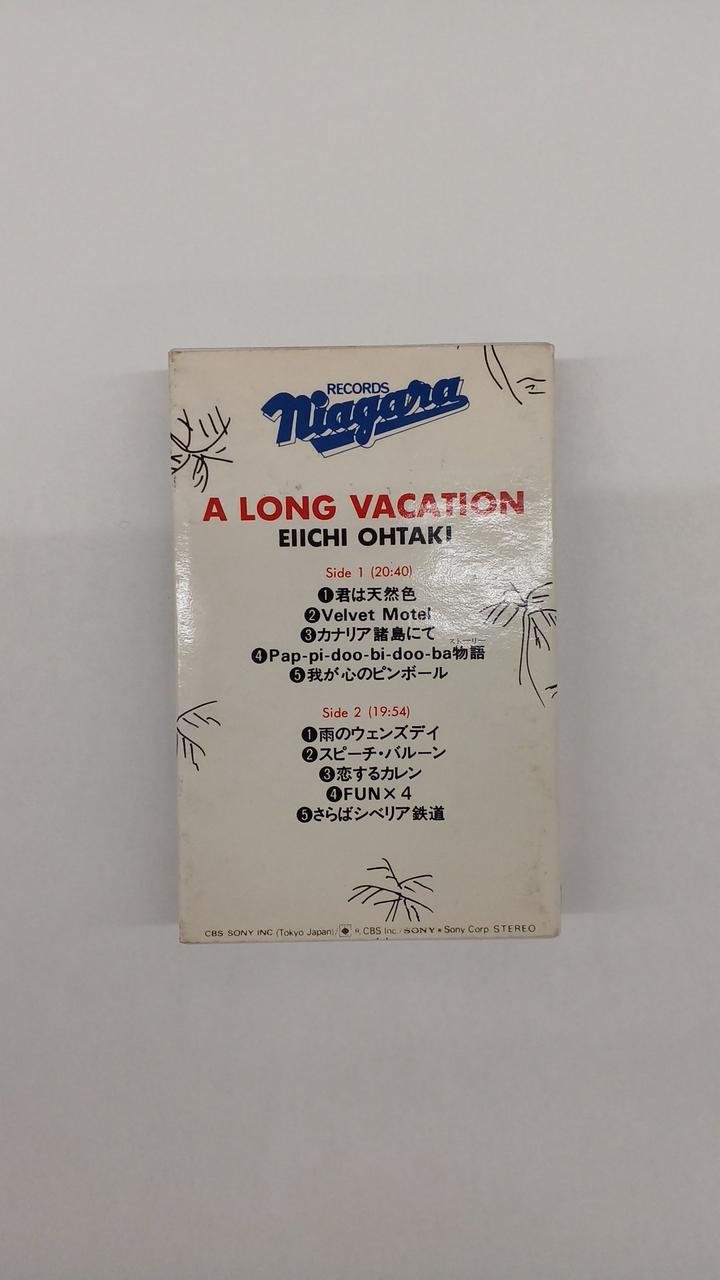 RECORDS
Niagara
A LONG VACATION
EIICHI OHTAKI
Side 1 (20:40)
❶君は天然色
❷Velvet Motel
❸カナリア諸島にて
ストーリー
❹Pap-pi-doo-bi-doo-ba物語
❺我が心のピンボール
Side 2 (19:54)
❶雨のウェンズデイ
❷スピーチ・バルーン
❸恋するカレン
❹FUN×4
❺さらばシベリア鉄道
CBS SONY INC. (Tokyo Japan)/ ®, CBS Inc./SONY★Sony Corp. STEREO